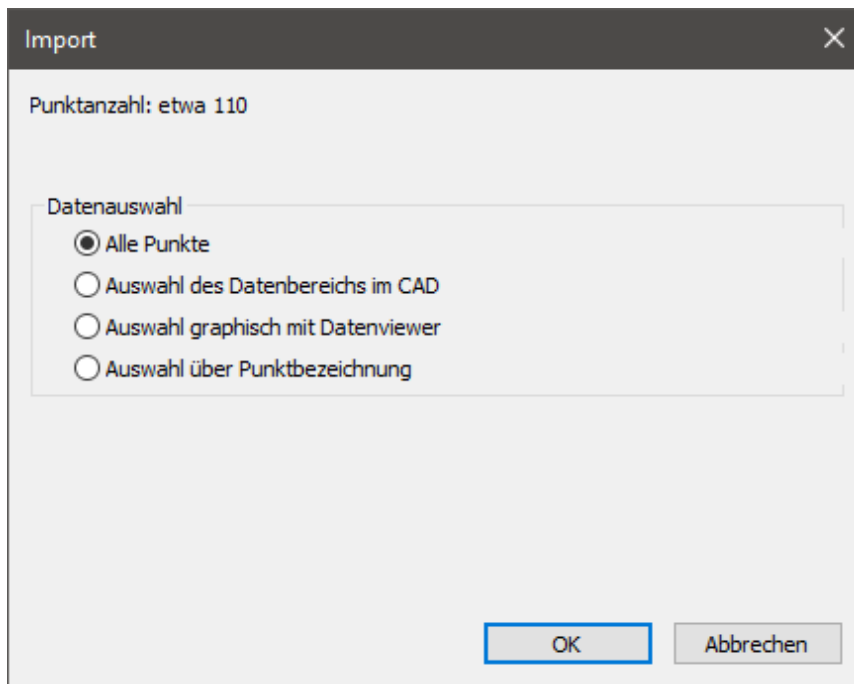 Import
Punktanzahl: etwa 110
Datenauswahl
Alle Punkte
Auswahl des Datenbereichs im CAD
Auswahl graphisch mit Datenviewer
Auswahl über Punktbezeichnung
OK
Abbrechen